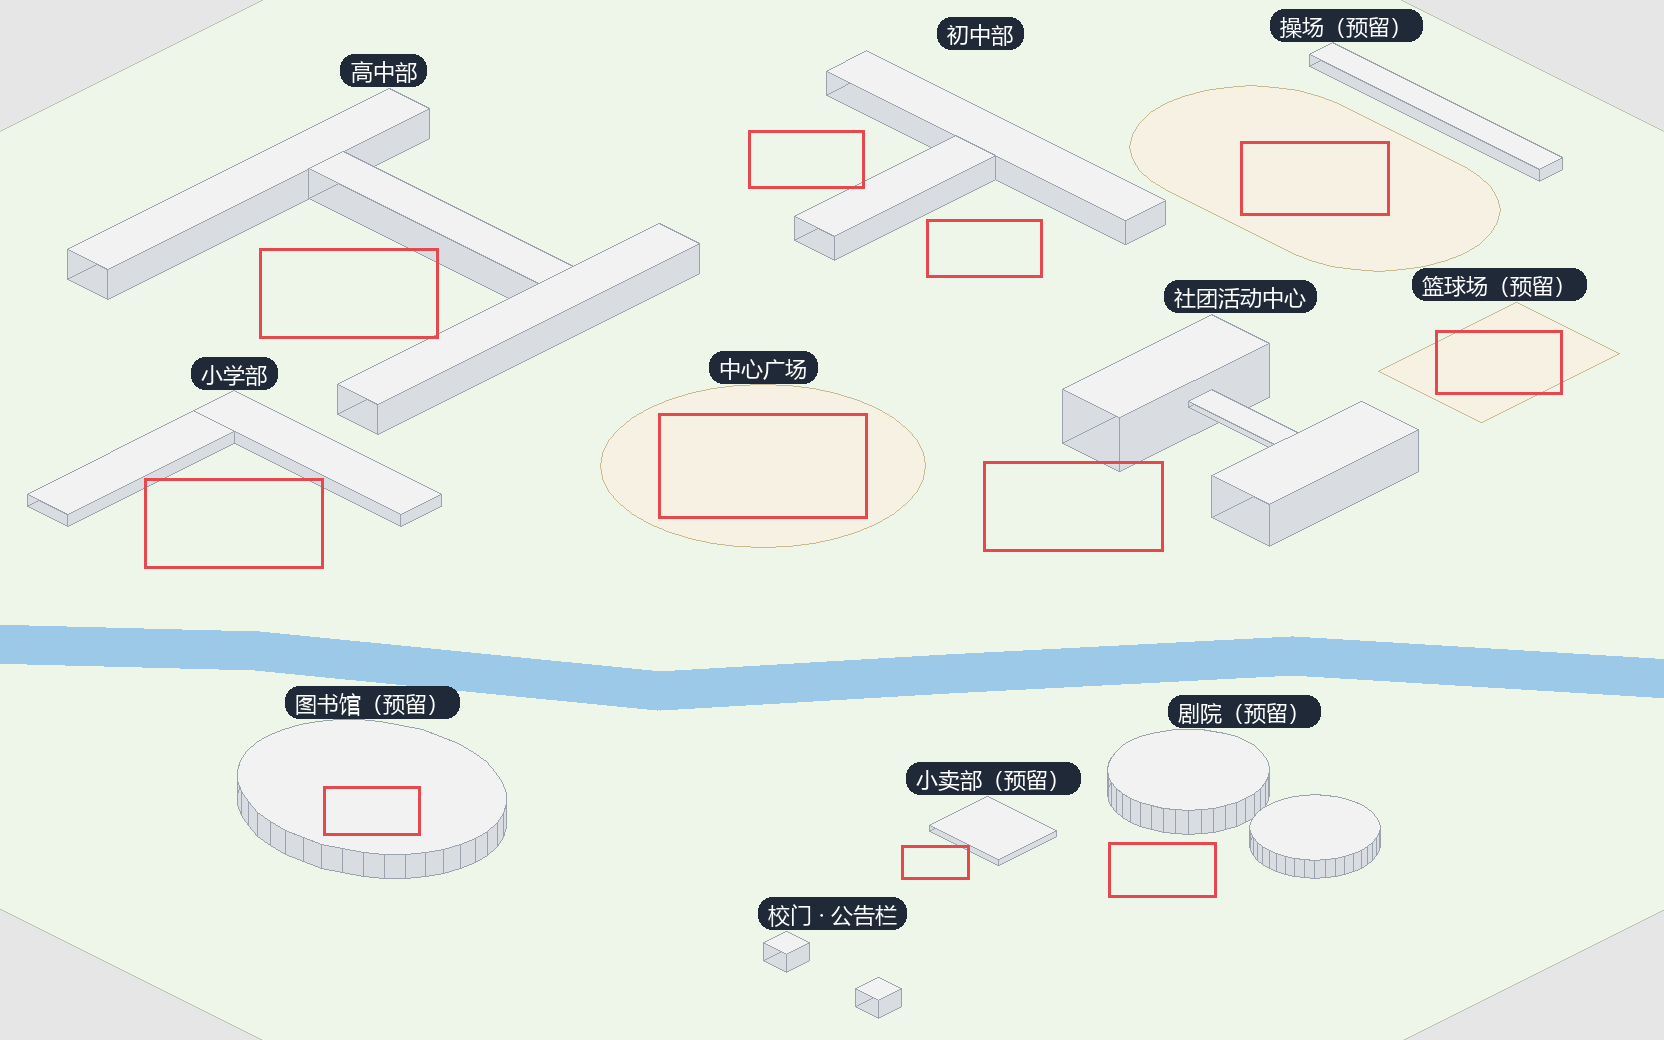 操场（预留）
初中部
高中部
篮球场（预留）
社团活动中心
中心广场
小学部
图书馆（预留）
剧院（预留）
小卖部（预留）
校门 · 公告栏